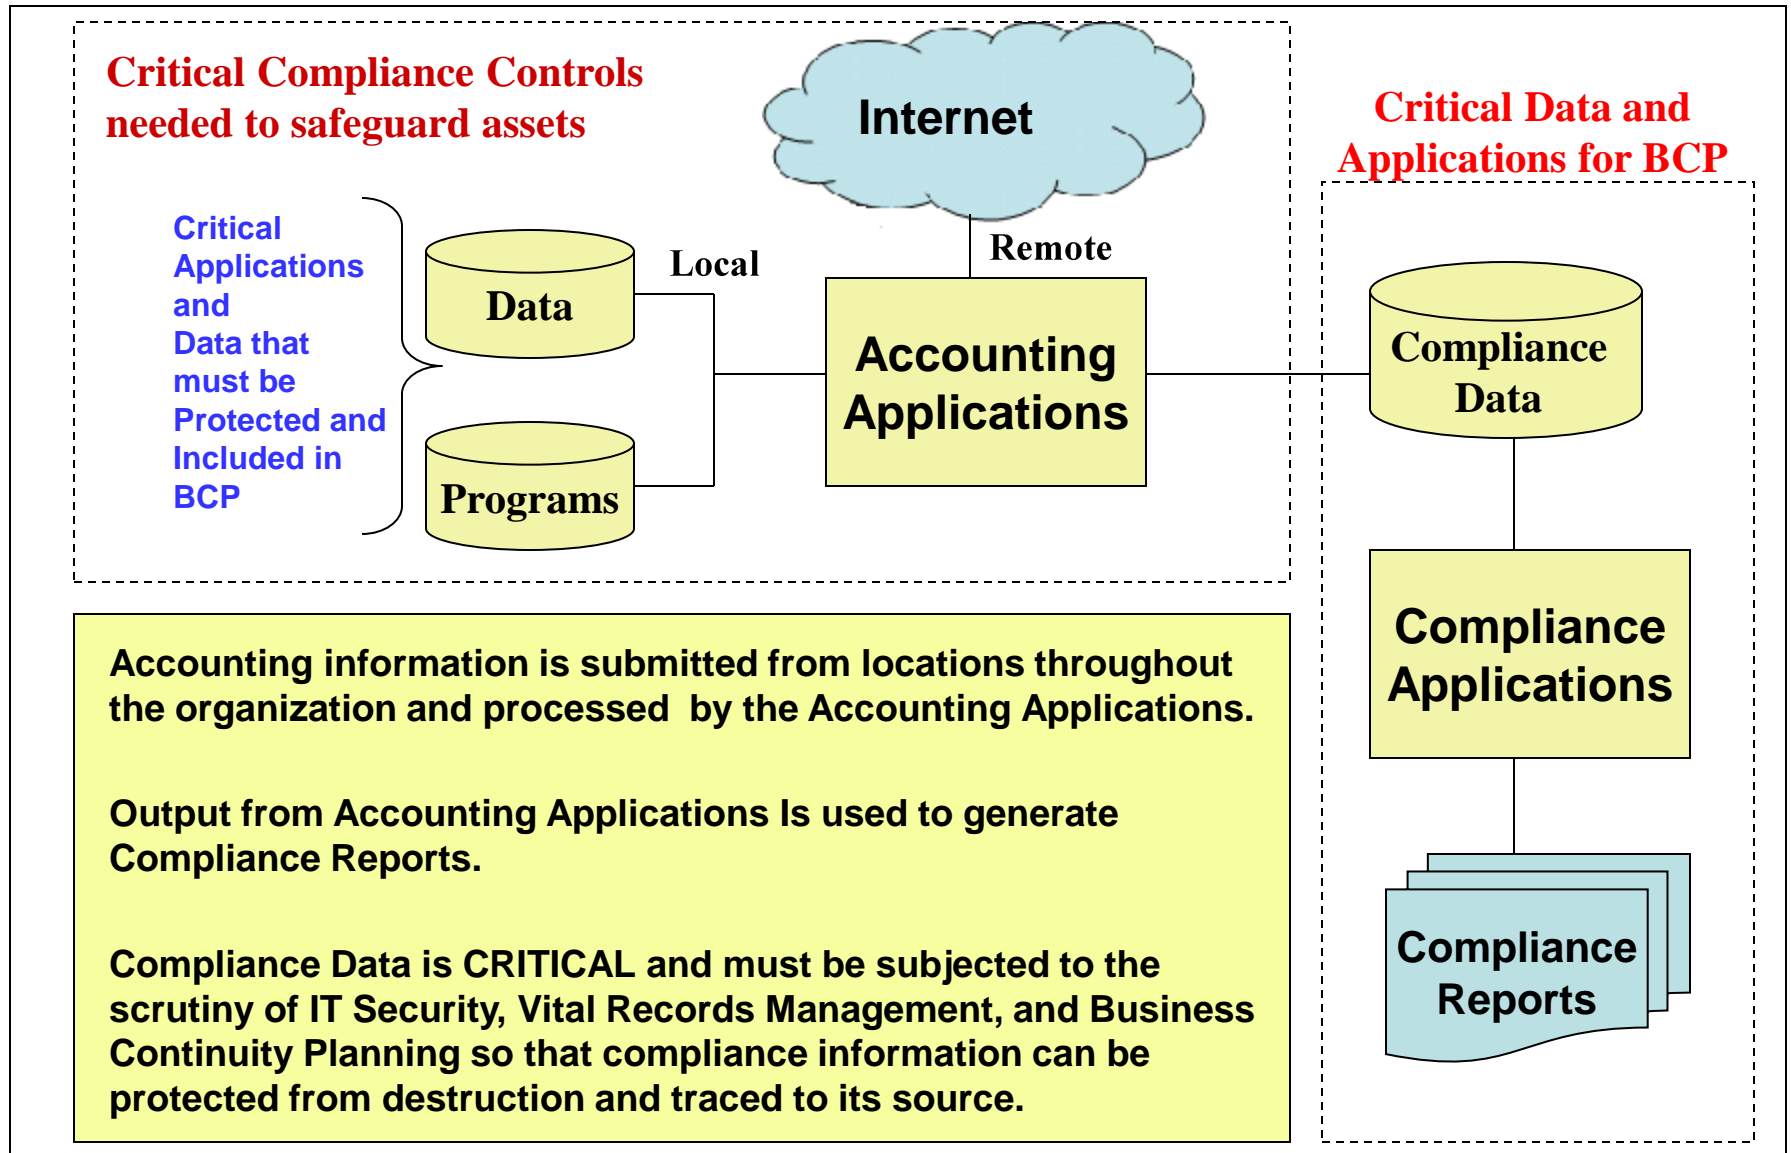 Critical Compliance Controls
needed to safeguard assets
Internet
Critical Data and
Applications for BCP
Critical
Applications
and
Data that
must be
Protected and
Included in
BCP
Data
Programs
Local
Remote
Accounting
Applications
Compliance
Data
Compliance
Applications
Compliance
Reports
Accounting information is submitted from locations throughout
the organization and processed  by the Accounting Applications.
Output from Accounting Applications Is used to generate
Compliance Reports.
Compliance Data is CRITICAL and must be subjected to the
scrutiny of IT Security, Vital Records Management, and Business
Continuity Planning so that compliance information can be
protected from destruction and traced to its source.